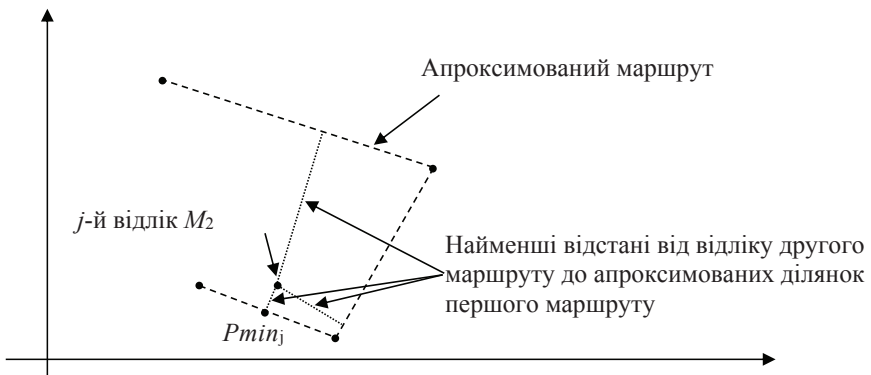 Апроксимований маршрут
j-й відлік M2
Найменші відстані від відліку другого
маршруту до апроксимованих ділянок
першого маршруту
Pminj